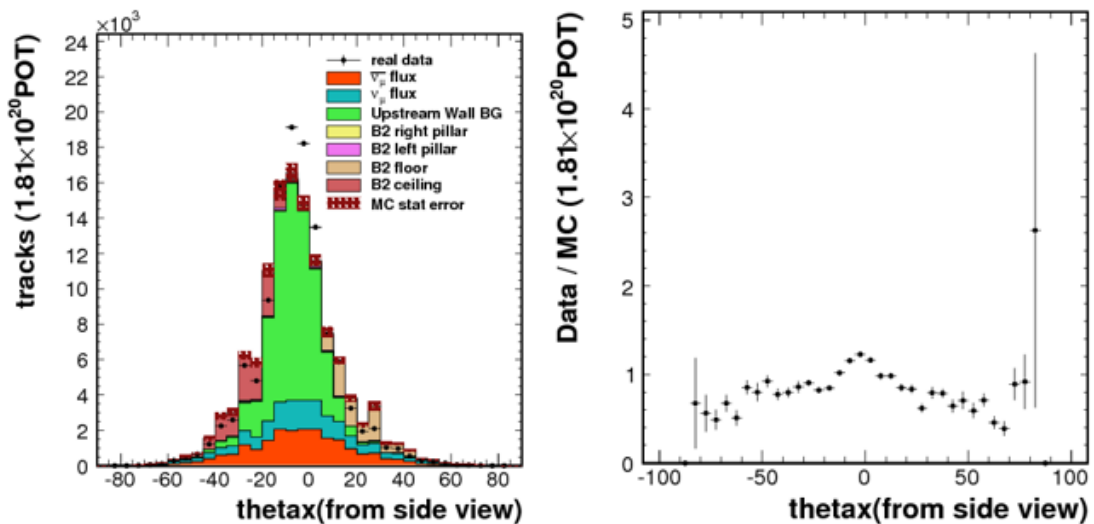 ×10³
tracks (1.81×10²⁰POT)
24
22
20
18
16
14
12
10
8
6
4
2
0
real data
ν̅μ flux
νμ flux
Upstream Wall BG
B2 right pillar
B2 left pillar
B2 floor
B2 ceiling
MC stat error
-80 -60 -40 -20 0 20 40 60 80
thetax(from side view)
Data / MC (1.81×10²⁰POT)
5
4
3
2
1
0
-100 -50 0 50 100
thetax(from side view)